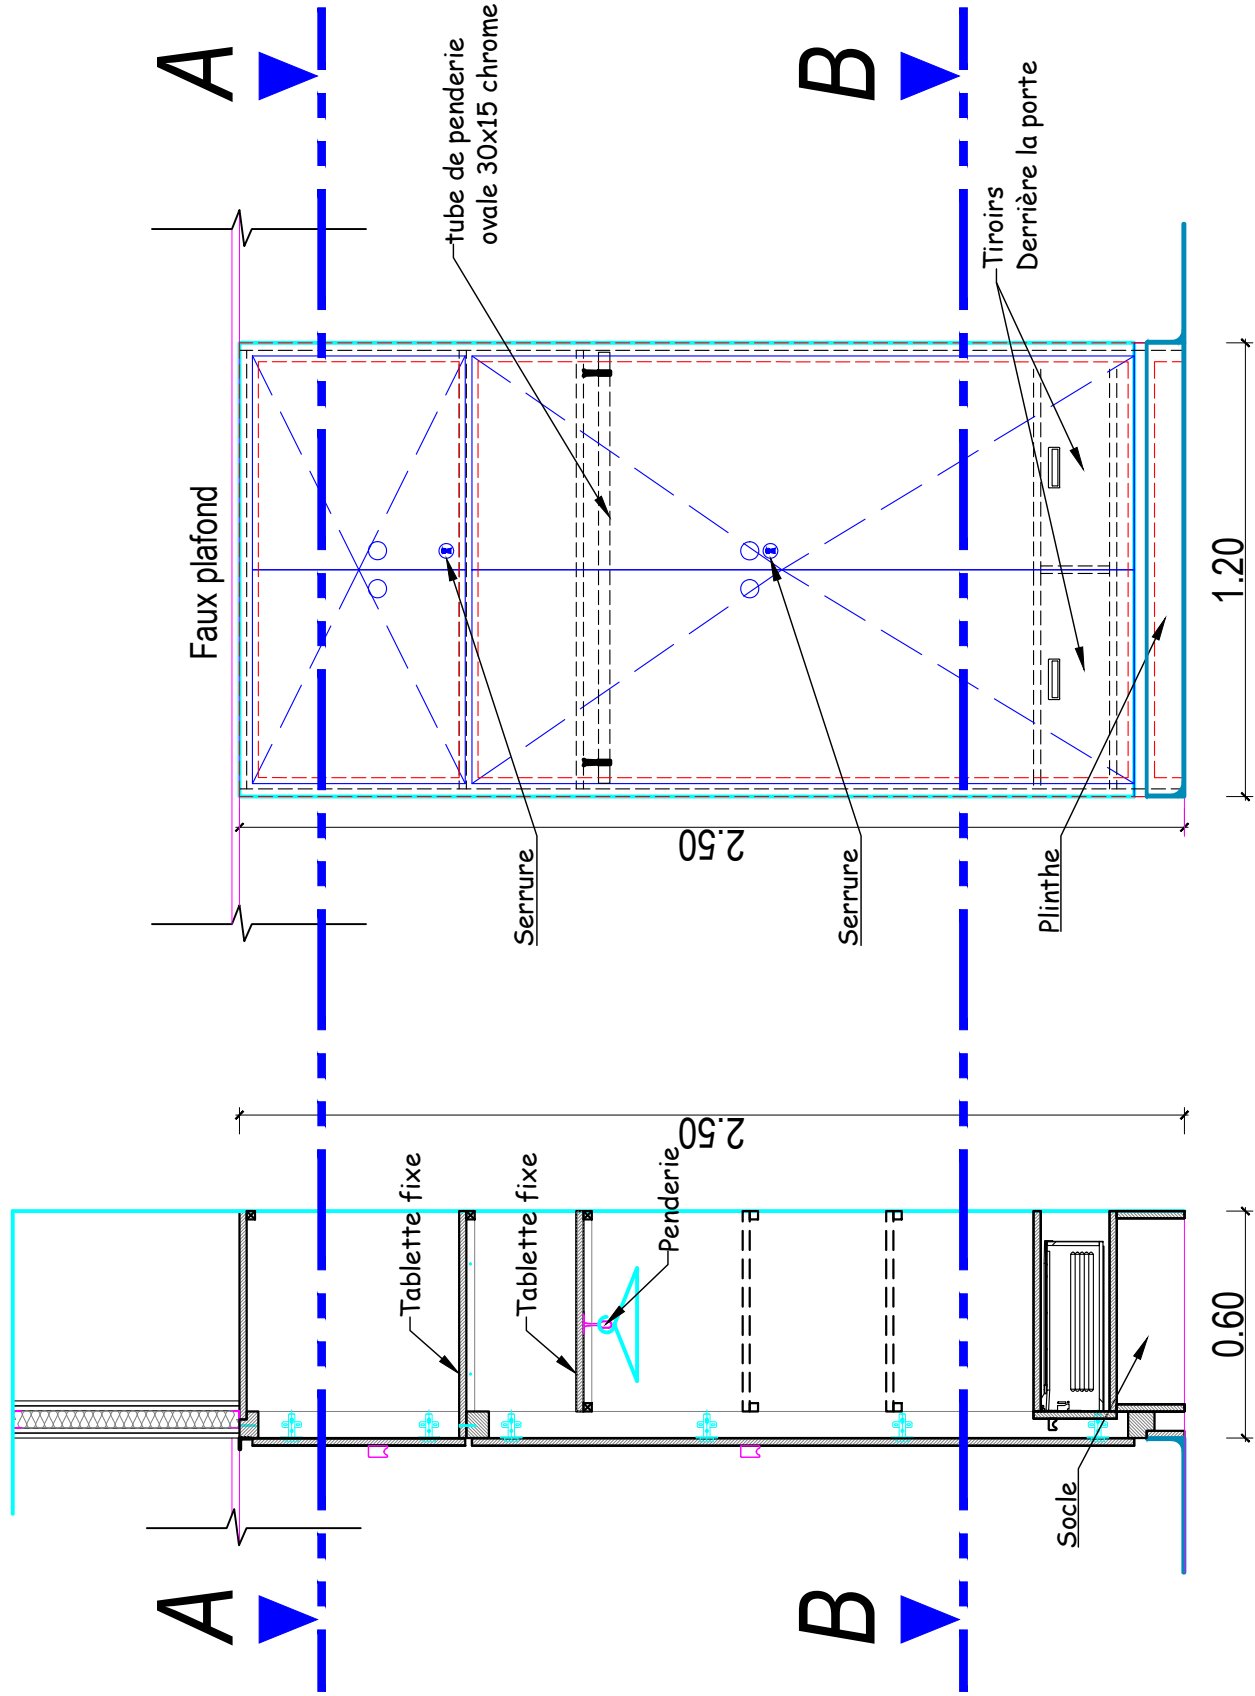 A
B
tube de penderie
ovale 30x15 chrome
Tiroirs
Derrière la porte
Faux plafond
1.20
2.50
Serrure
Serrure
Plinthe
2.50
Tablette fixe
Tablette fixe
Penderie
0.60
Socle
A
B